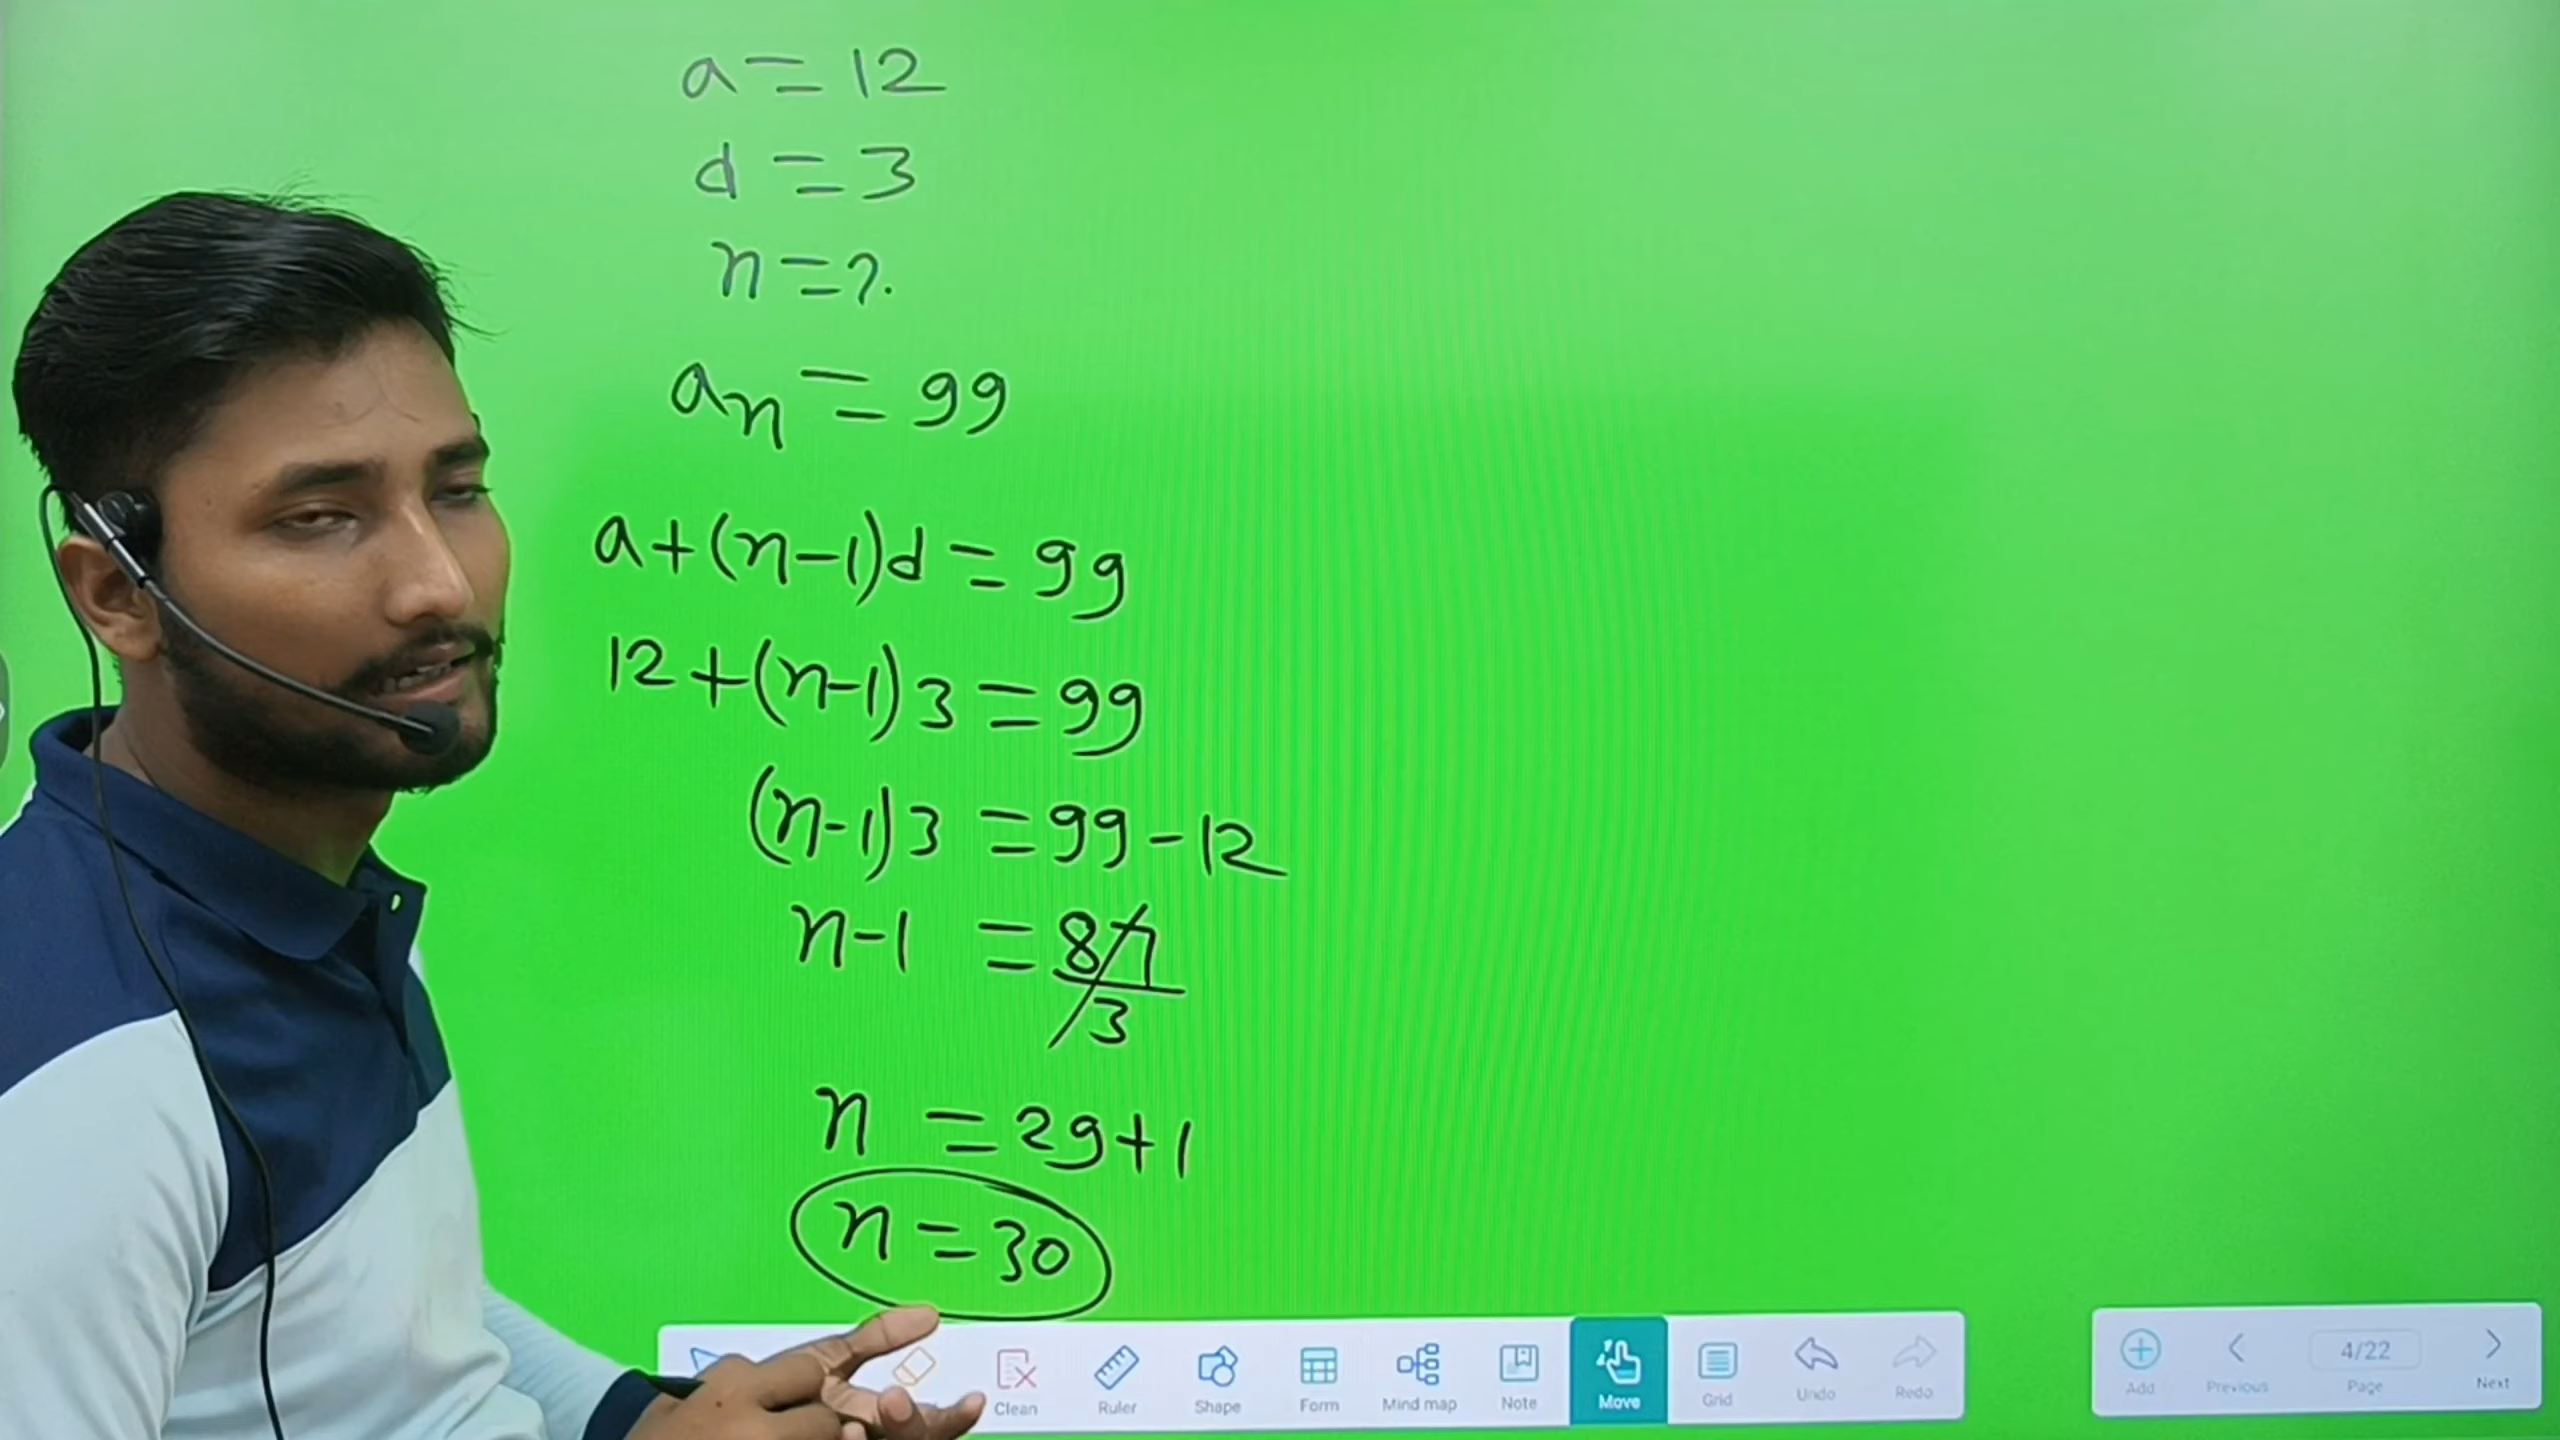 a = 12
d = 3
n = ?
an = 99
a+(n-1)d = 99
12+(n-1)3 = 99
(n-1)3 = 99-12
n-1 = 87/3
n = 29+1
n = 30
Clean
Ruler
Shape
Form
Mind map
Note
Move
Grid
Undo
Redo
Add
Previous
4/22
Page
Next